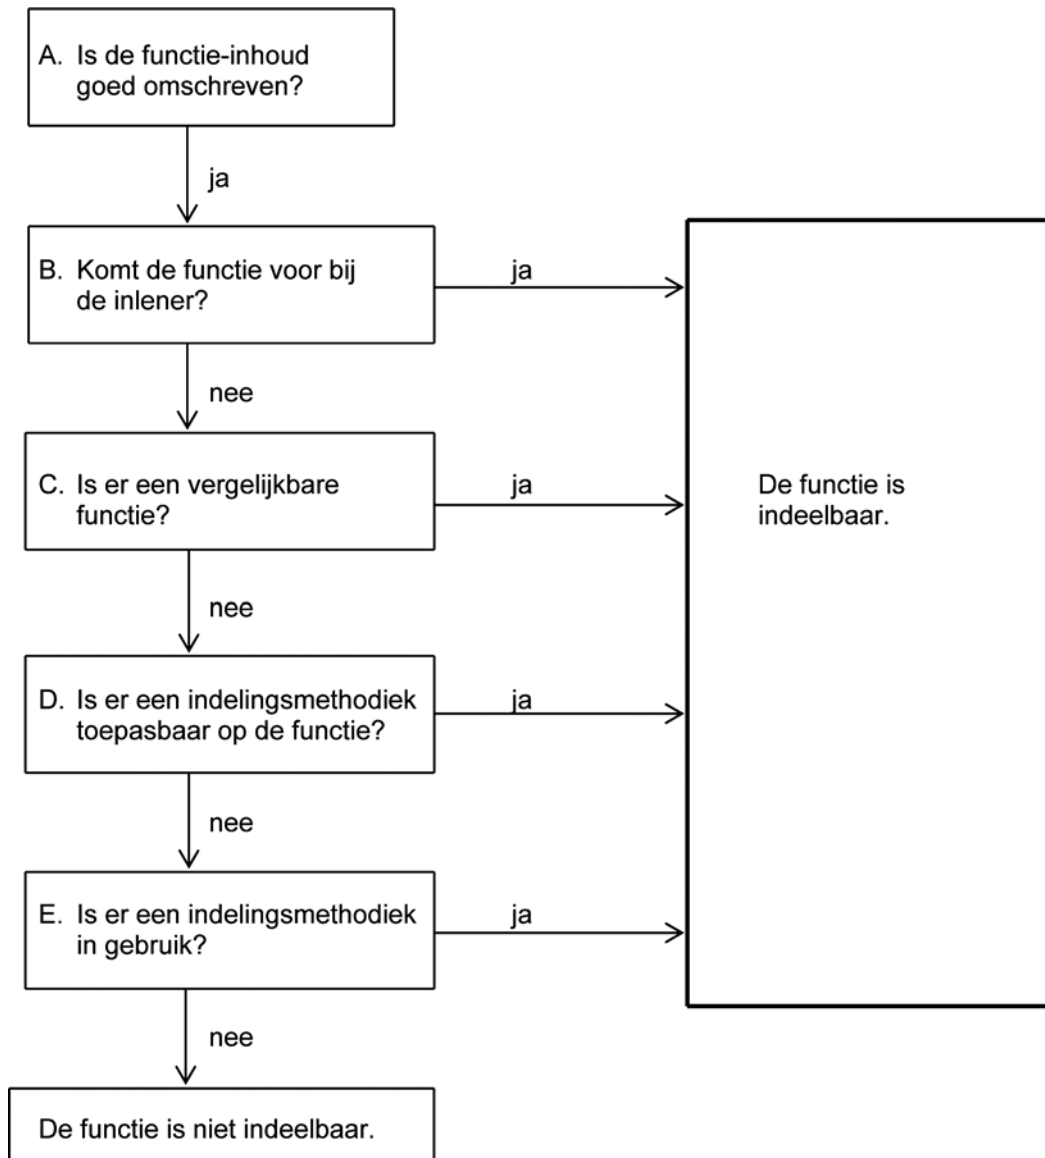 A. Is de functie-inhoud
goed omschreven?
ja
B. Komt de functie voor bij
de inlener?
ja
nee
C. Is er een vergelijkbare
functie?
ja
De functie is
indeelbaar.
nee
D. Is er een indelingsmethodiek
toepasbaar op de functie?
ja
nee
E. Is er een indelingsmethodiek
in gebruik?
ja
nee
De functie is niet indeelbaar.